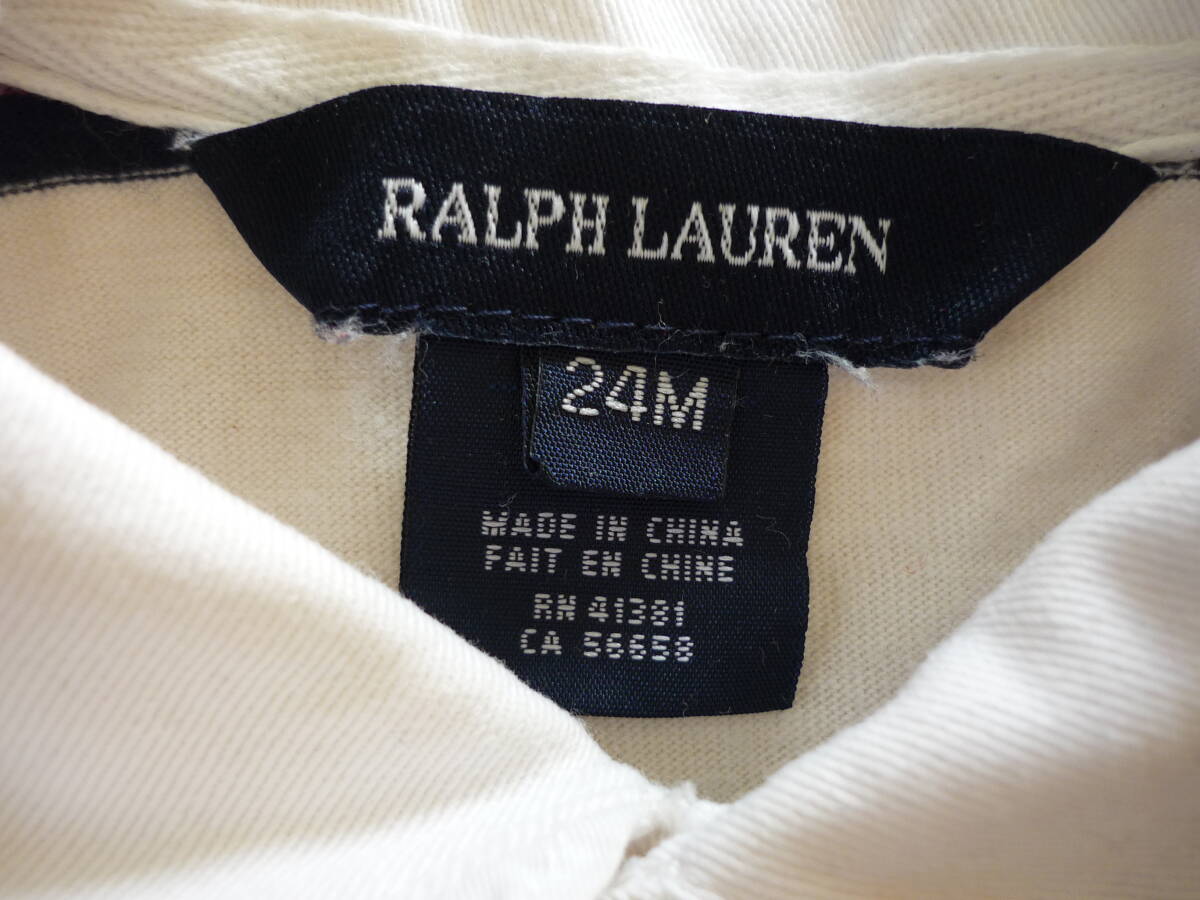 RALPH LAUREN
24M
MADE IN CHINA
FAIT EN CHINE
RN 41381
CA 56658